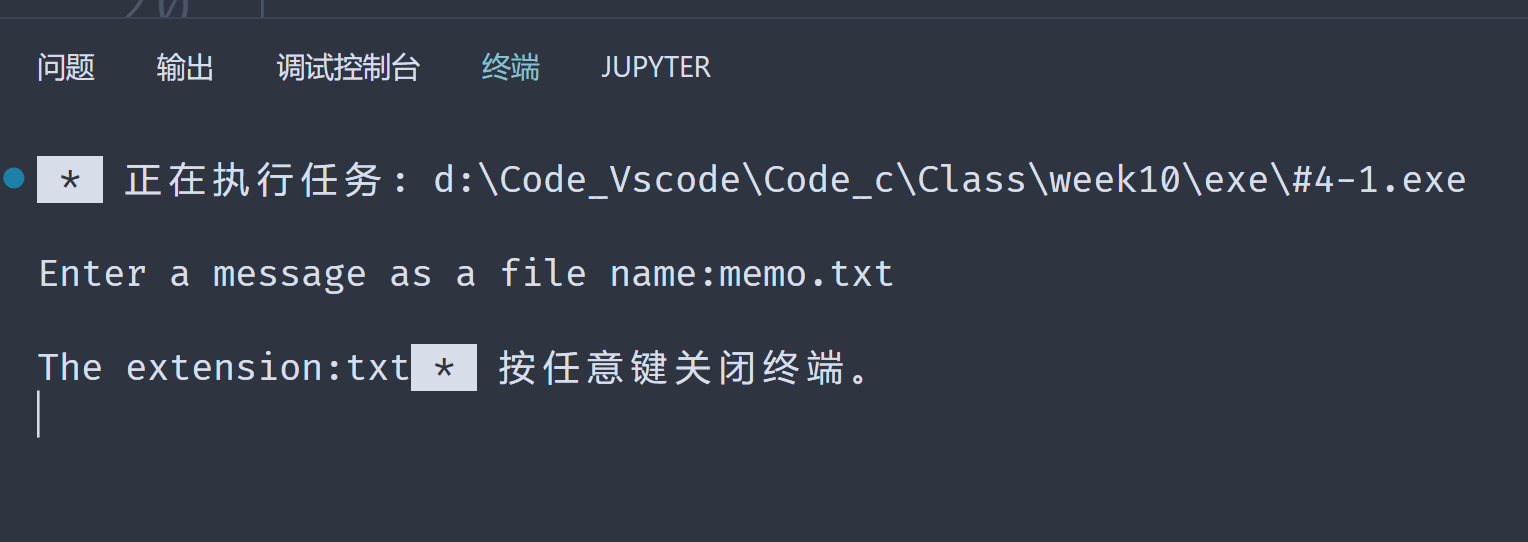 问题 输出 调试控制台 终端 JUPYTER
* 正在执行任务: d:\Code_Vscode\Code_c\Class\week10\exe\#4-1.exe
Enter a message as a file name:memo.txt
The extension:txt * 按任意键关闭终端。